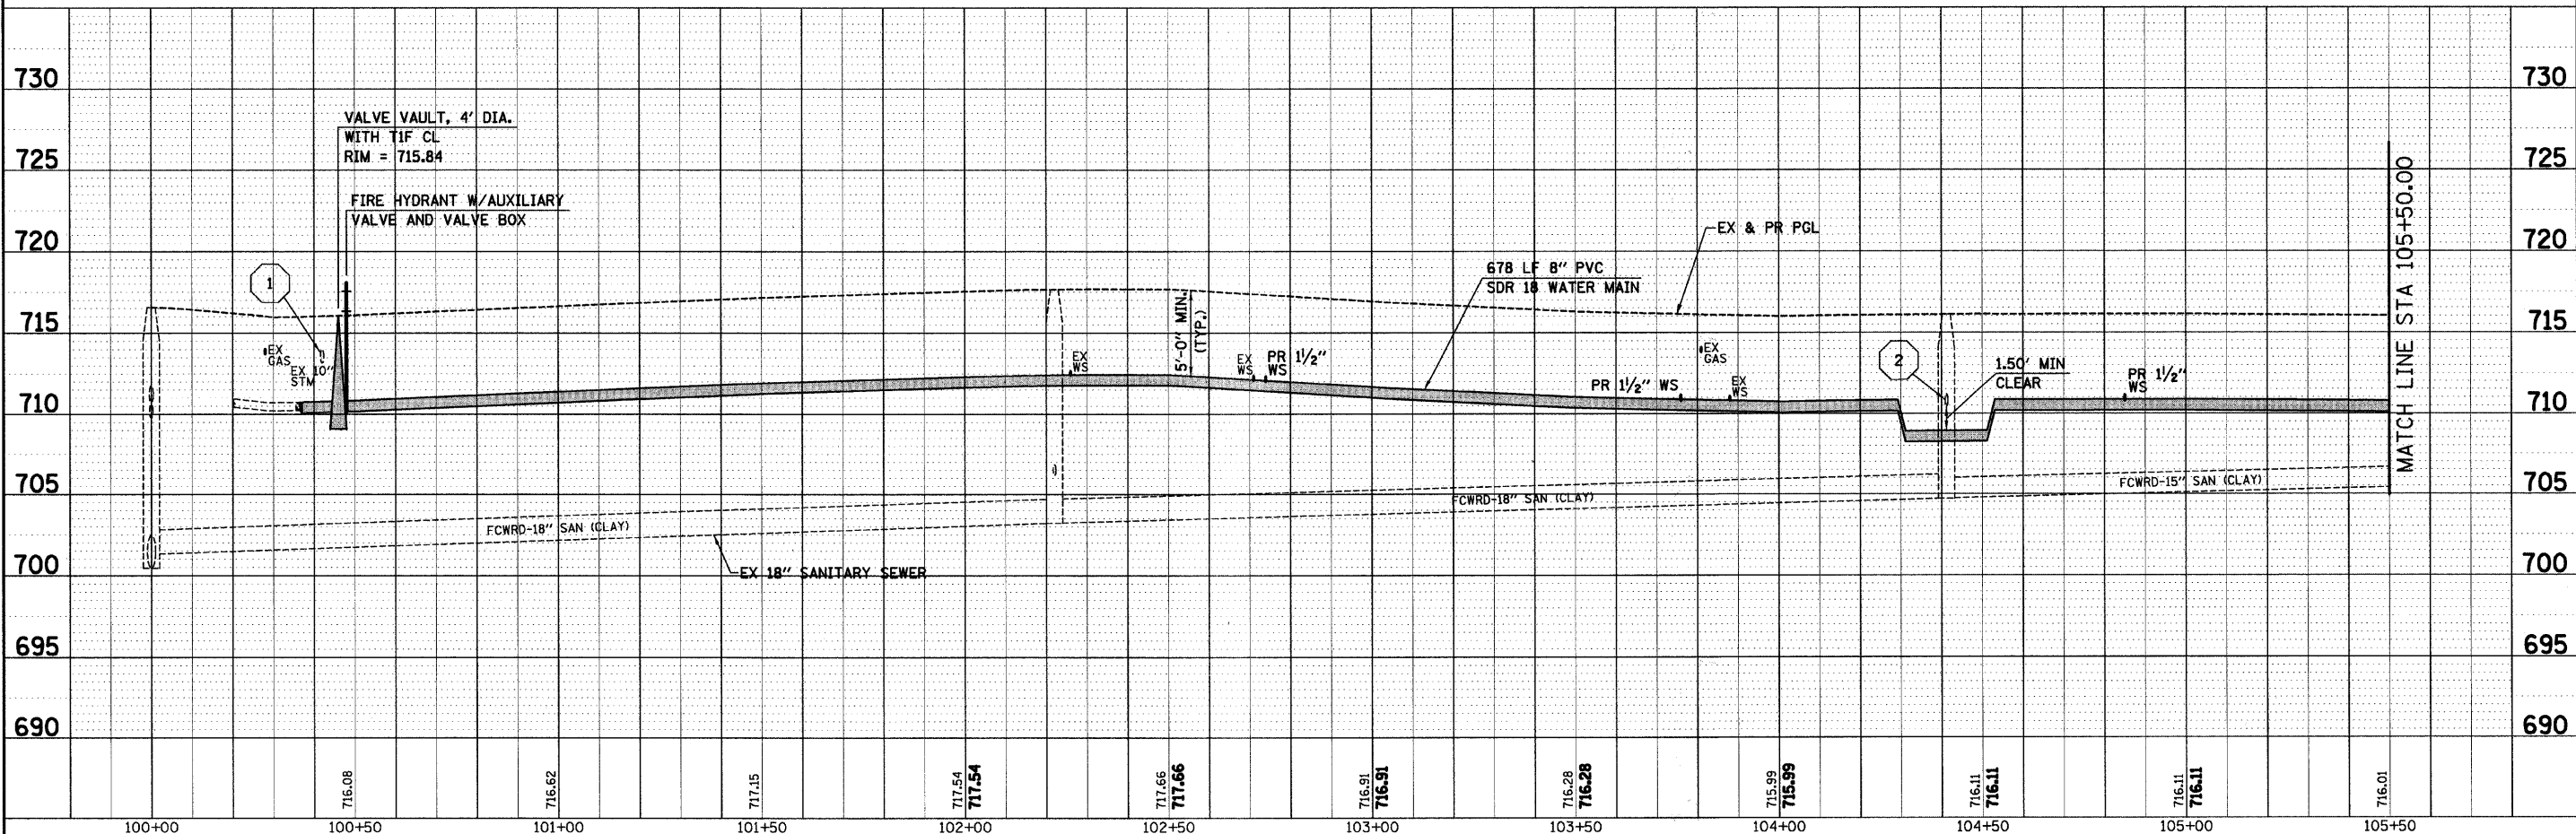 730
730
VALVE VAULT, 4' DIA.
WITH T1F CL
RIM = 715.84
725
725
FIRE HYDRANT W/AUXILIARY
VALVE AND VALVE BOX
720
720
EX & PR PGL
678 LF 8" PVC
SDR 18 WATER MAIN
1
5'-0" MIN.
(TYP.)
MATCH LINE STA 105+50.00
715
715
EX
GAS
EX 10"
STM
EX
WS
EX
WS
PR 1½"
WS
EX
GAS
PR 1½" WS
EX
WS
2
1.50' MIN
CLEAR
PR 1½"
WS
710
710
705
705
FCWRD-18" SAN (CLAY)
FCWRD-18" SAN (CLAY)
FCWRD-15" SAN (CLAY)
EX 18" SANITARY SEWER
700
700
695
695
690
690
716.08
716.62
717.15
717.54
717.54
717.66
717.66
716.91
716.91
716.28
716.28
715.99
715.99
716.11
716.11
716.11
716.11
716.01
100+00
100+50
101+00
101+50
102+00
102+50
103+00
103+50
104+00
104+50
105+00
105+50